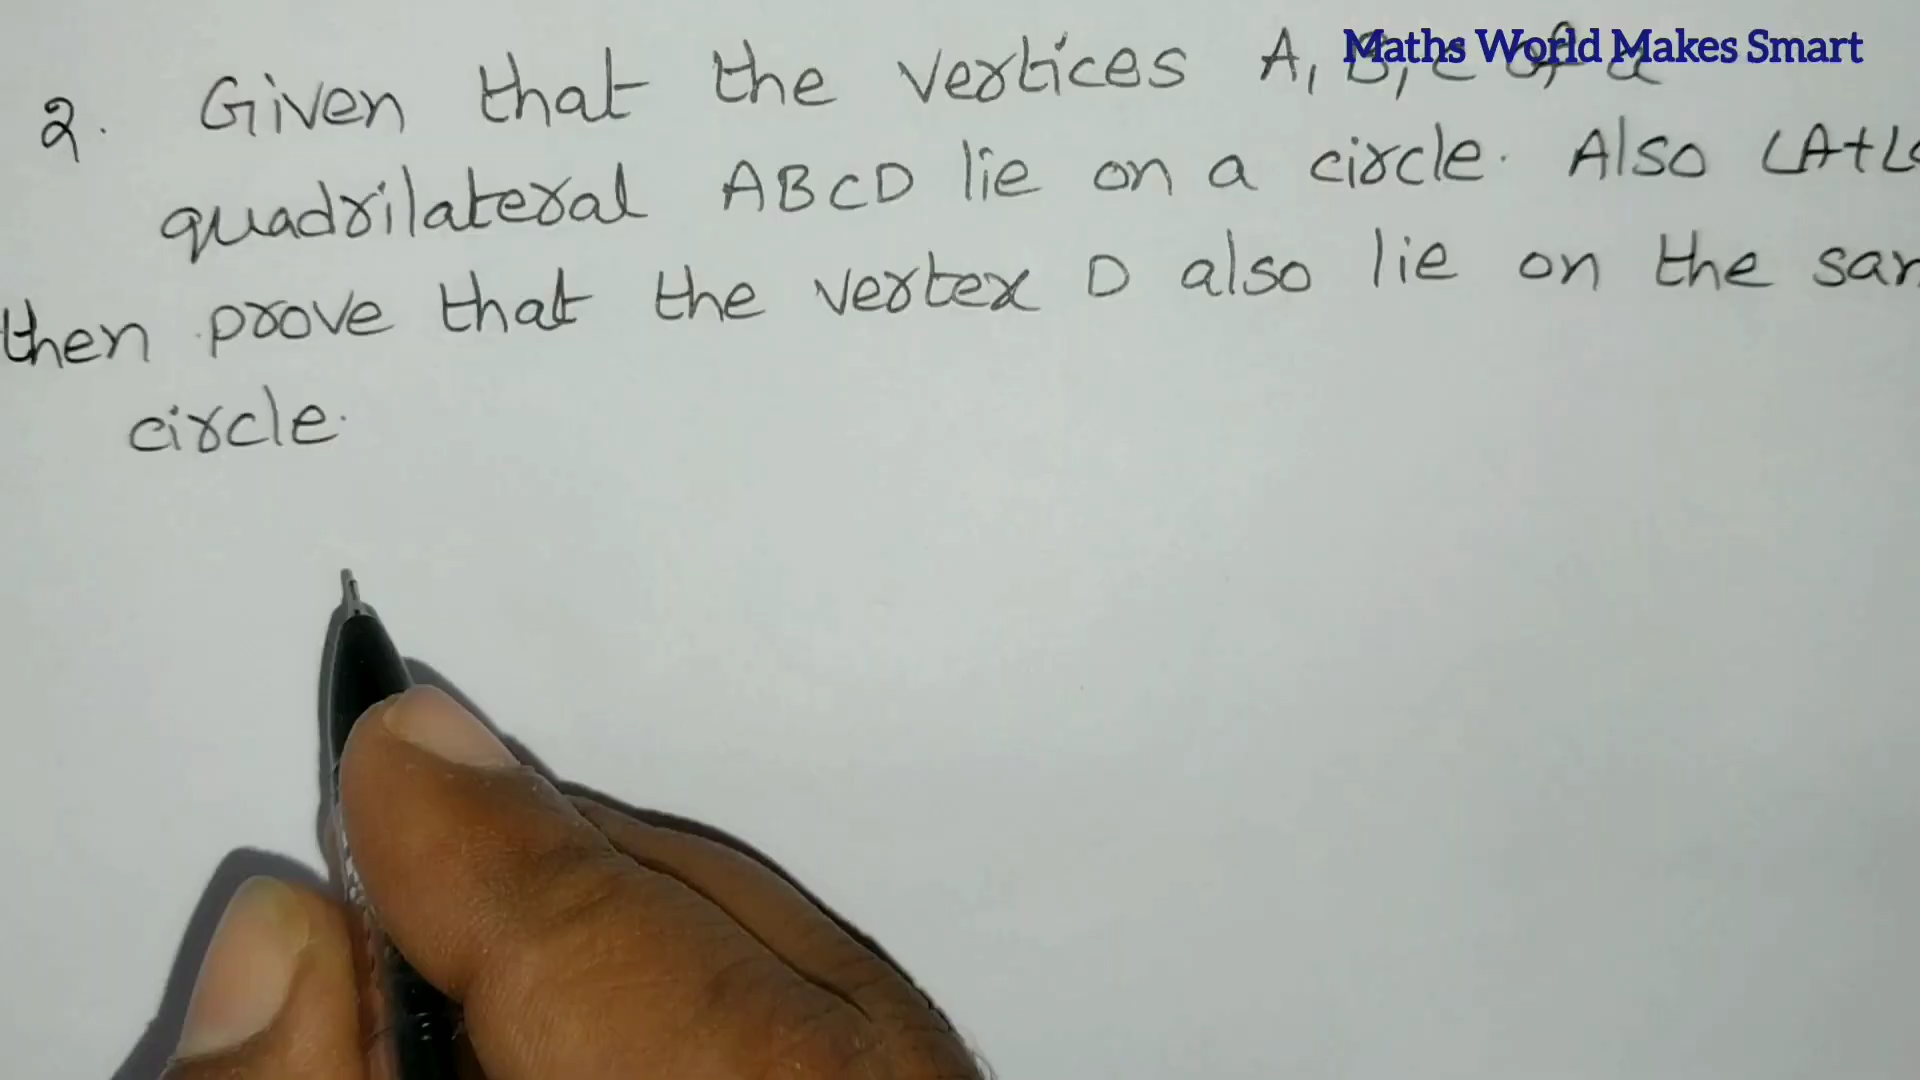 Maths World Makes Smart
2. Given that the vertices A, B, C of a
quadrilateral ABCD lie on a circle. Also ∠A+∠
then prove that the vertex D also lie on the
circle.